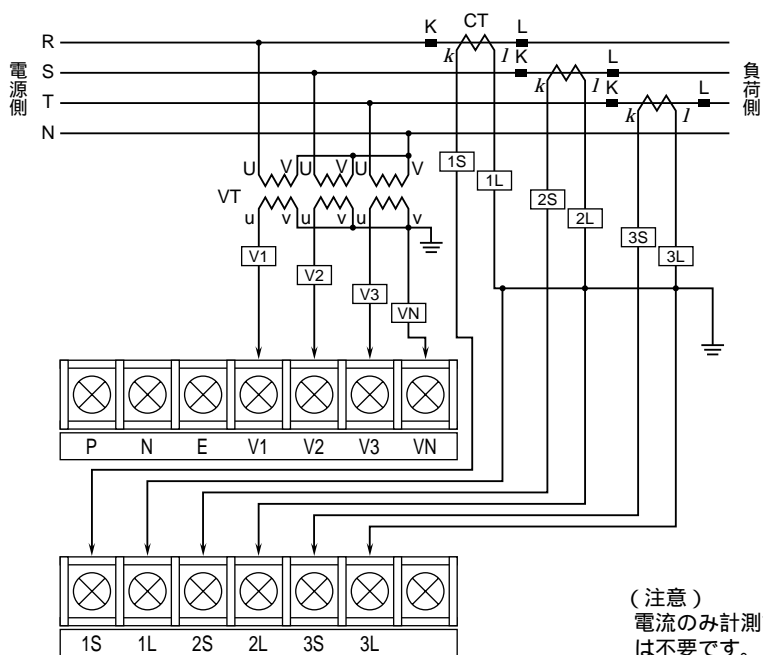 K CT L
R
k l K L
S
k l K L
T
k l
N
電源側
負荷側
1S
1L
2S
2L
3S
3L
U V U V U V
VT
u v u v u v
V1
V2
V3
VN
P N E V1 V2 V3 VN
1S 1L 2S 2L 3S 3L
(注意)
電流のみ計測
は不要です。